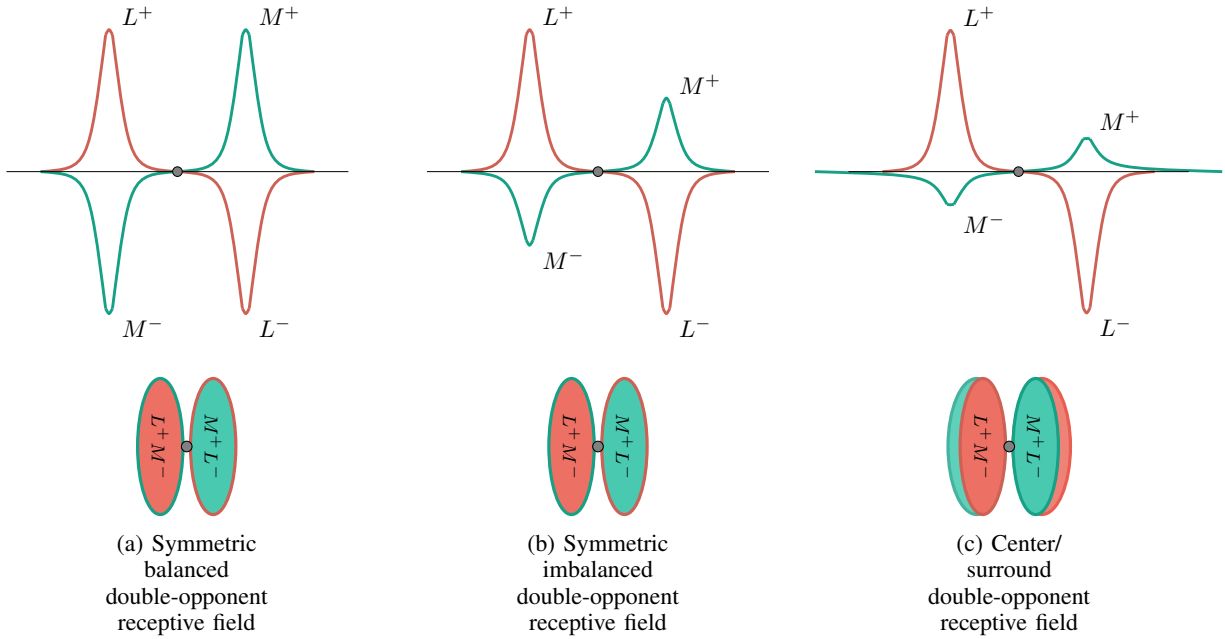 L⁺ M⁺
M⁻ L⁻
L⁺M⁻ M⁺L⁻
(a) Symmetric
balanced
double-opponent
receptive field
L⁺
M⁺
M⁻
L⁻
L⁺M⁻ M⁺L⁻
(b) Symmetric
imbalanced
double-opponent
receptive field
L⁺
M⁺
M⁻
L⁻
L⁺M⁻ M⁺L⁻
(c) Center/
surround
double-opponent
receptive field